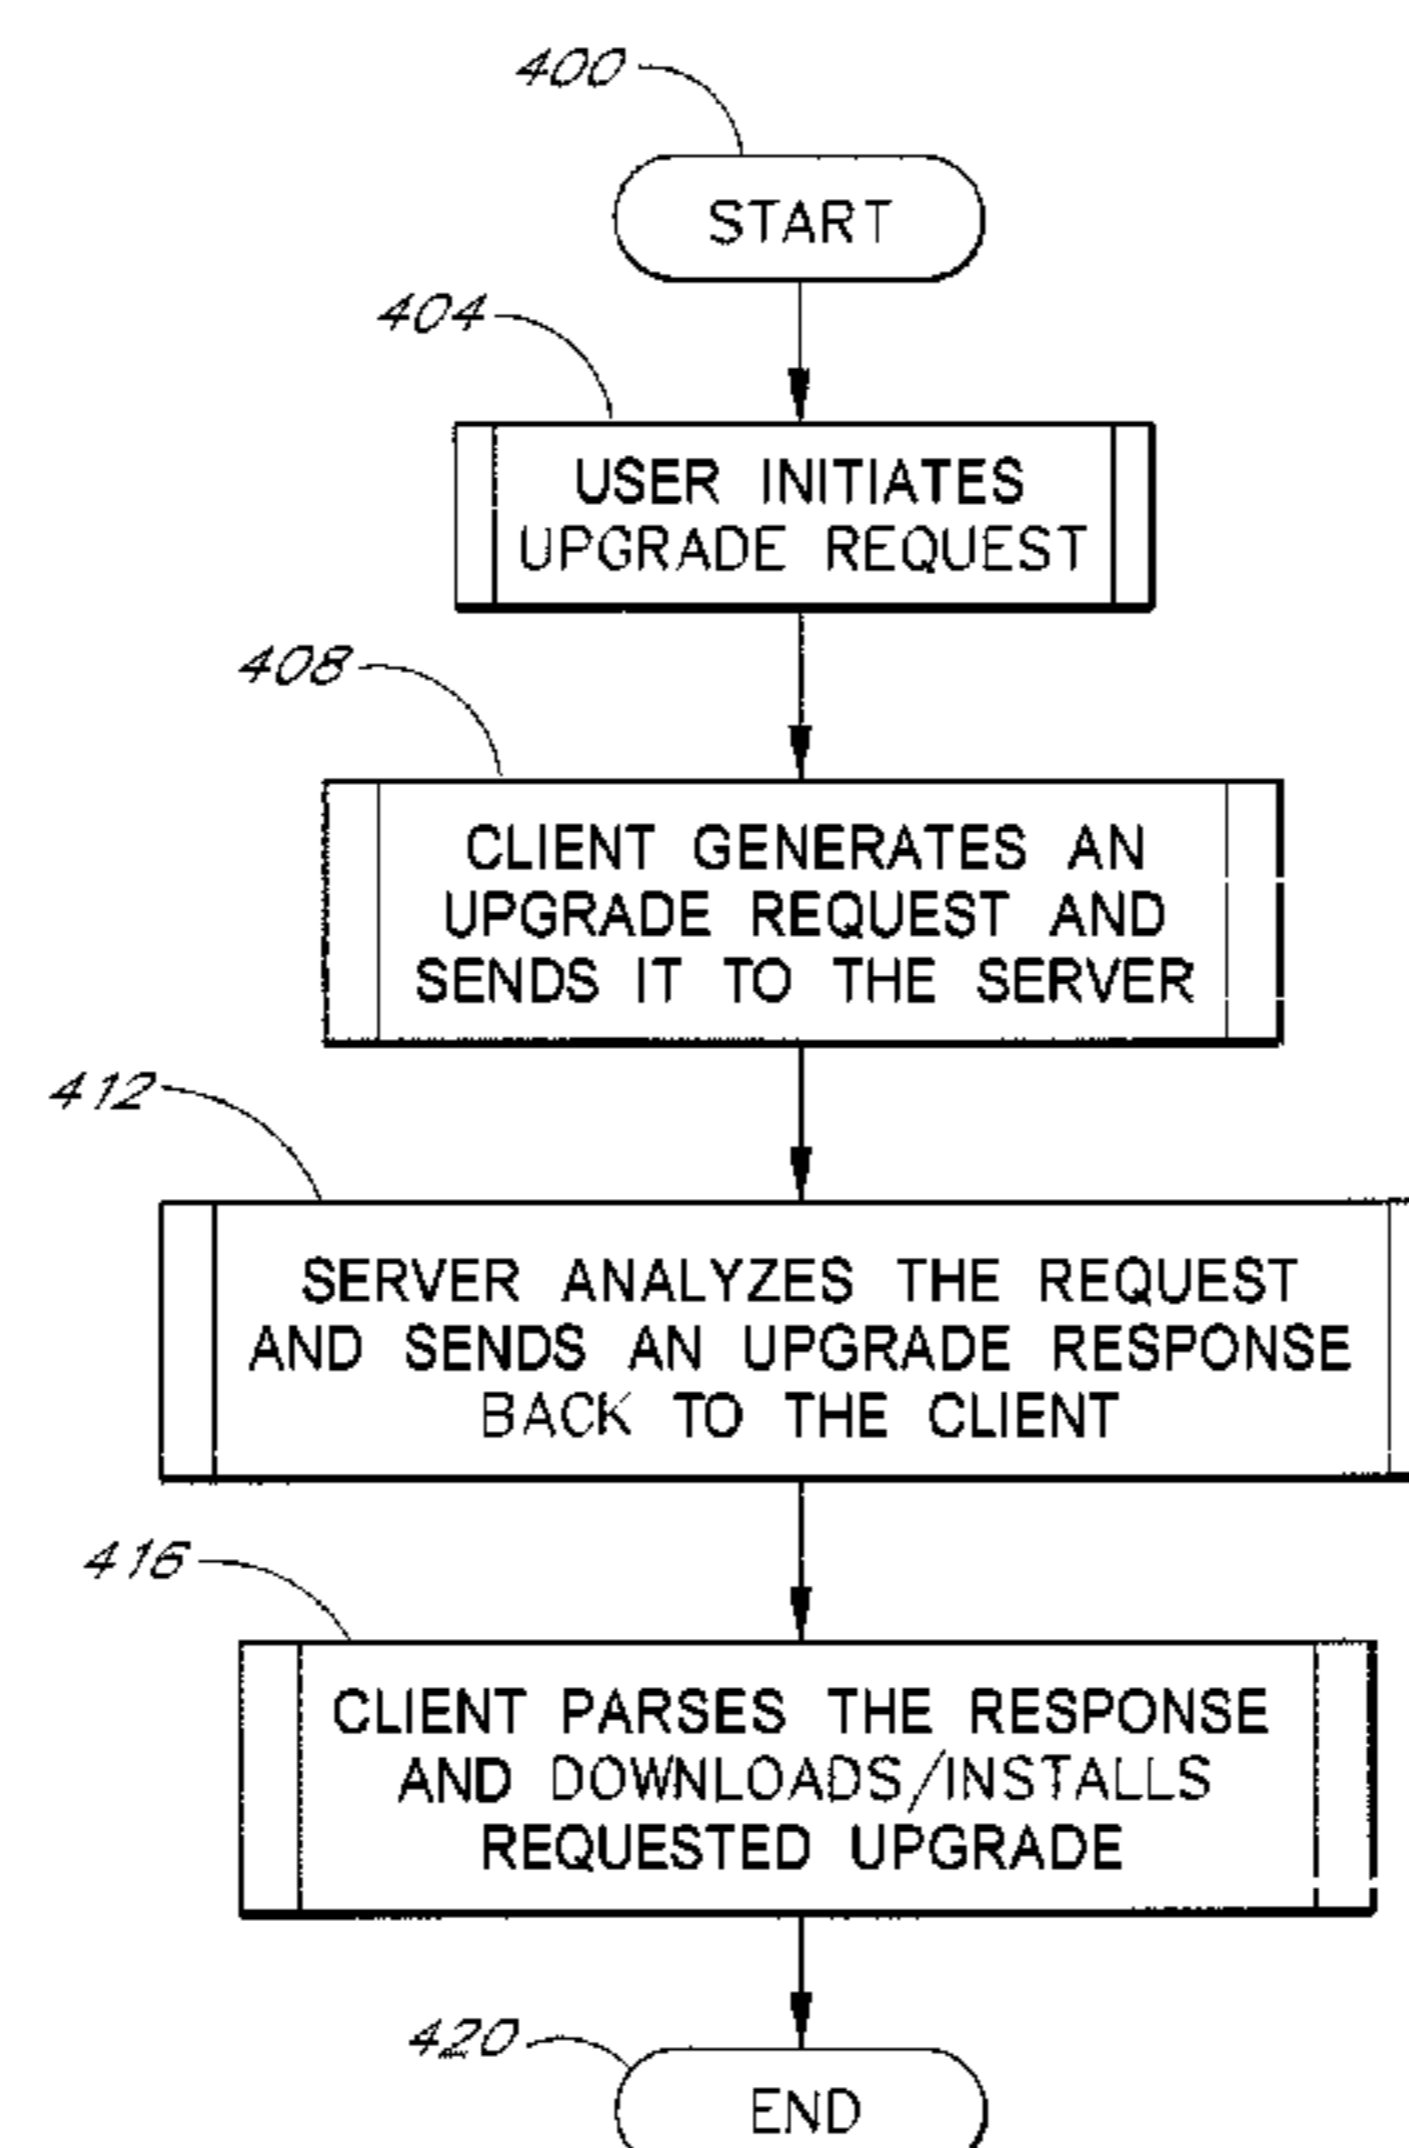 400
START
404
USER INITIATES
UPGRADE REQUEST
408
CLIENT GENERATES AN
UPGRADE REQUEST AND
SENDS IT TO THE SERVER
412
SERVER ANALYZES THE REQUEST
AND SENDS AN UPGRADE RESPONSE
BACK TO THE CLIENT
416
CLIENT PARSES THE RESPONSE
AND DOWNLOADS/INSTALLS
REQUESTED UPGRADE
420
END